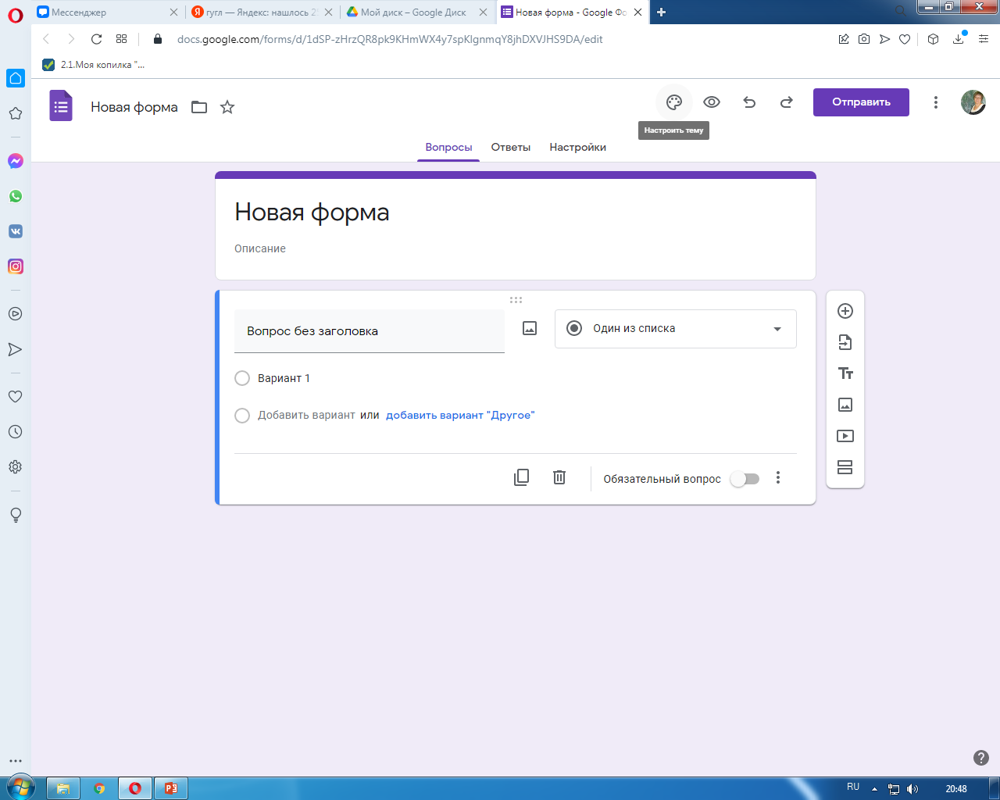 Мессенджер
гугл — Яндекс: нашлось 2
Мой диск – Google Диск
Новая форма - Google Фо
docs.google.com/forms/d/1dSP-zHrzQR8pk9KHmWX4y7spKlgnmqY8jhDXVJHS9DA/edit
2.1.Моя копилка "...
Новая форма
Отправить
Настроить тему
Вопросы Ответы Настройки
Новая форма
Описание
Вопрос без заголовка
Один из списка
Вариант 1
Добавить вариант или добавить вариант "Другое"
Обязательный вопрос
RU
20:48